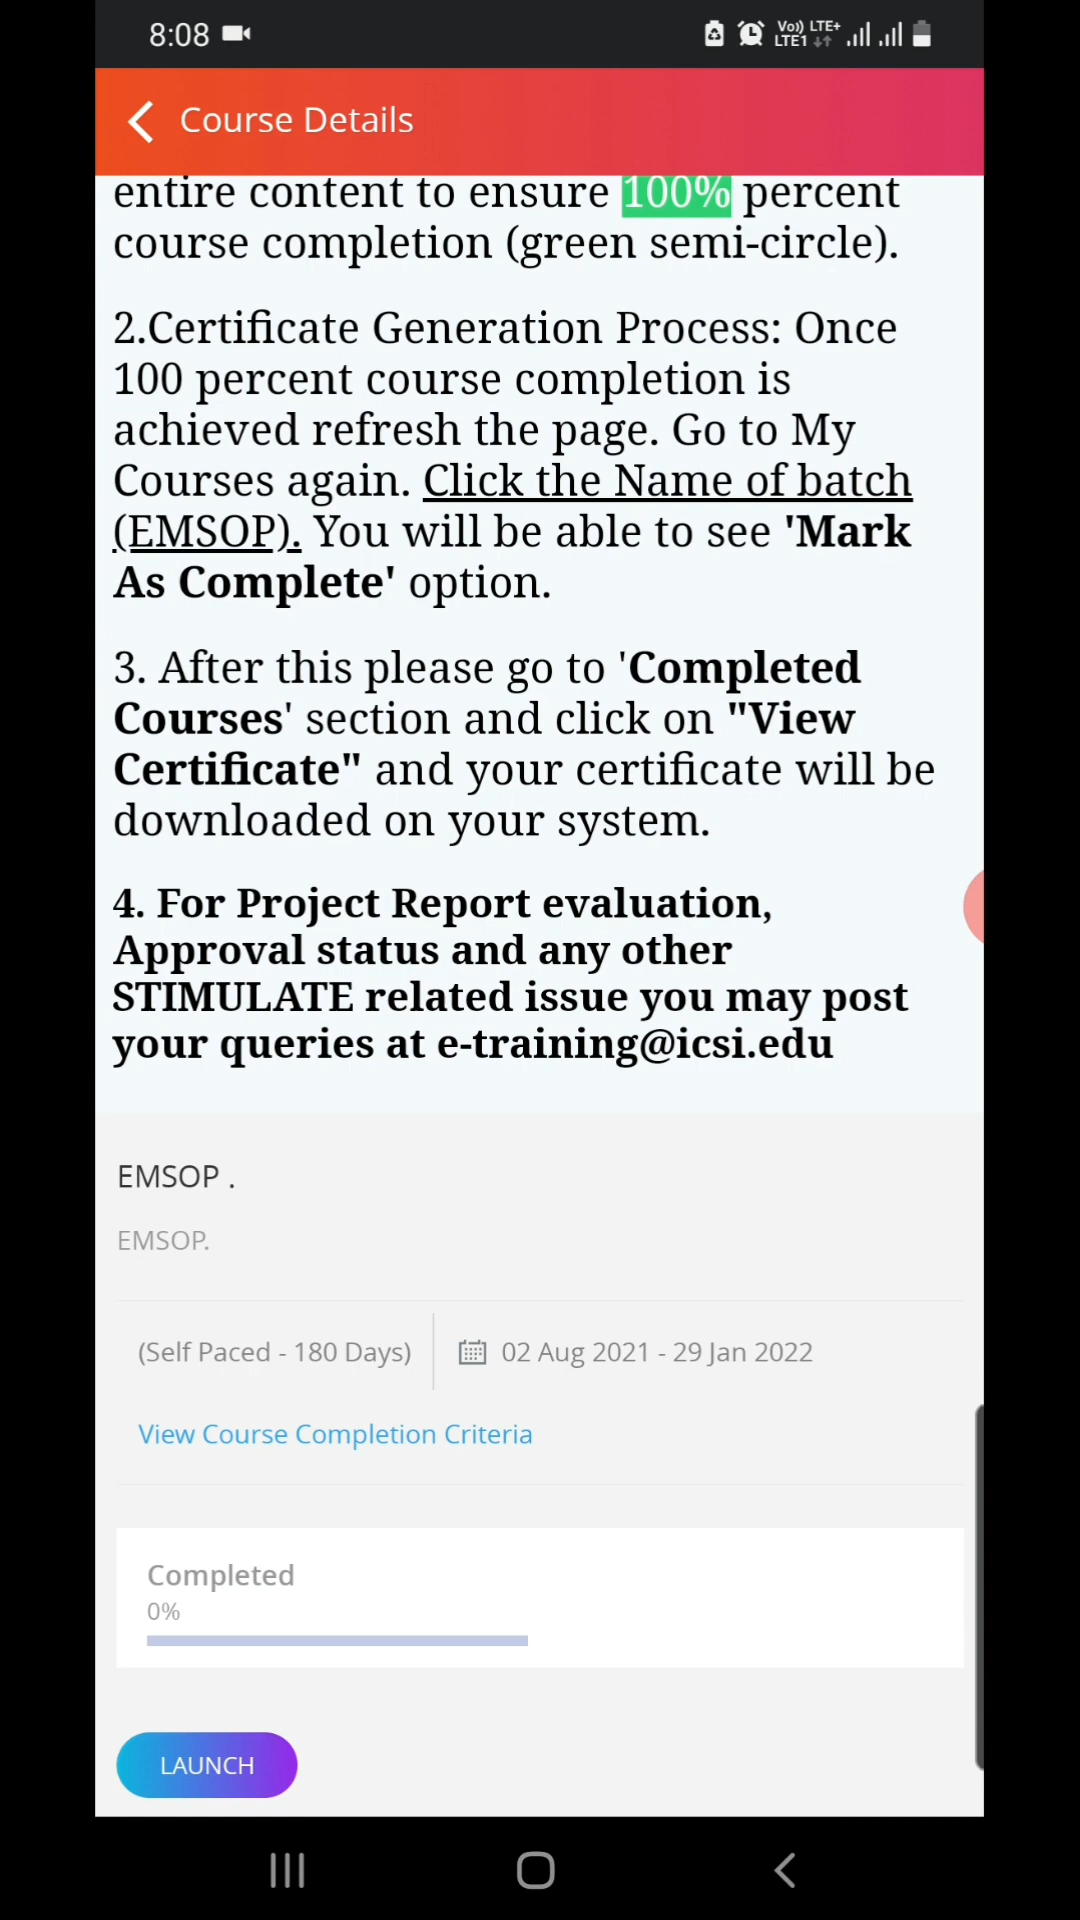 8:08
Vo)) LTE+
LTE1
Course Details
entire content to ensure 100% percent
course completion (green semi-circle).
2.Certificate Generation Process: Once
100 percent course completion is
achieved refresh the page. Go to My
Courses again. Click the Name of batch
(EMSOP). You will be able to see 'Mark
As Complete' option.
3. After this please go to 'Completed
Courses' section and click on "View
Certificate" and your certificate will be
downloaded on your system.
4. For Project Report evaluation,
Approval status and any other
STIMULATE related issue you may post
your queries at e-training@icsi.edu
EMSOP .
EMSOP.
(Self Paced - 180 Days)
02 Aug 2021 - 29 Jan 2022
View Course Completion Criteria
Completed
0%
LAUNCH